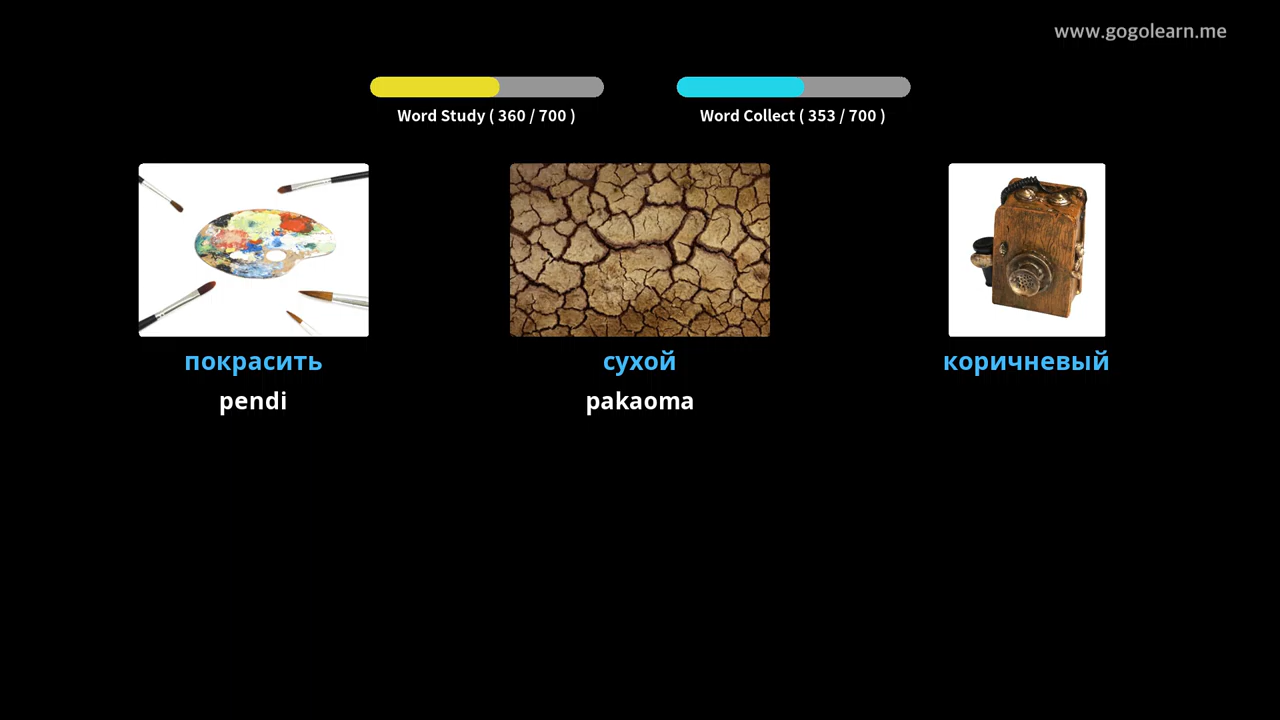 www.gogolearn.me
Word Study ( 360 / 700 )
Word Collect ( 353 / 700 )
покрасить
сухой
коричневый
pendi
pakaoma